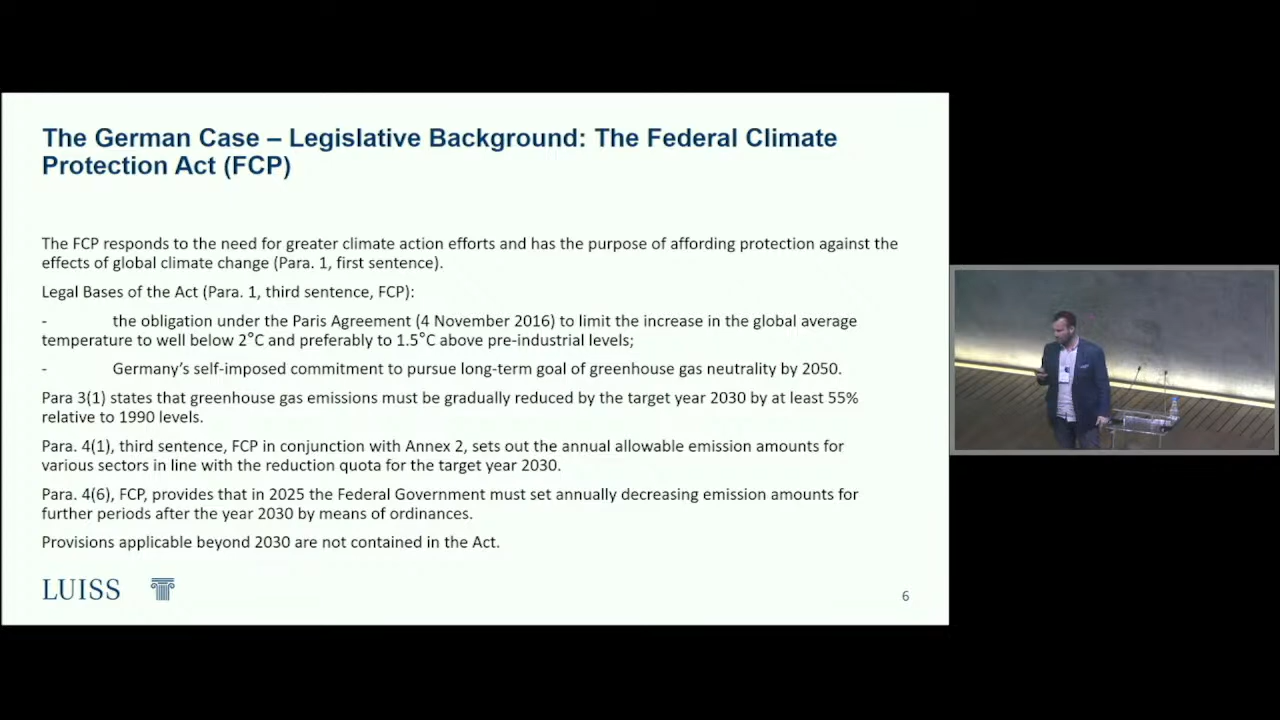 The German Case – Legislative Background: The Federal Climate
Protection Act (FCP)
The FCP responds to the need for greater climate action efforts and has the purpose of affording protection against the
effects of global climate change (Para. 1, first sentence).
Legal Bases of the Act (Para. 1, third sentence, FCP):
- the obligation under the Paris Agreement (4 November 2016) to limit the increase in the global average
temperature to well below 2°C and preferably to 1.5°C above pre-industrial levels;
- Germany’s self-imposed commitment to pursue long-term goal of greenhouse gas neutrality by 2050.
Para 3(1) states that greenhouse gas emissions must be gradually reduced by the target year 2030 by at least 55%
relative to 1990 levels.
Para. 4(1), third sentence, FCP in conjunction with Annex 2, sets out the annual allowable emission amounts for
various sectors in line with the reduction quota for the target year 2030.
Para. 4(6), FCP, provides that in 2025 the Federal Government must set annually decreasing emission amounts for
further periods after the year 2030 by means of ordinances.
Provisions applicable beyond 2030 are not contained in the Act.
LUISS
6